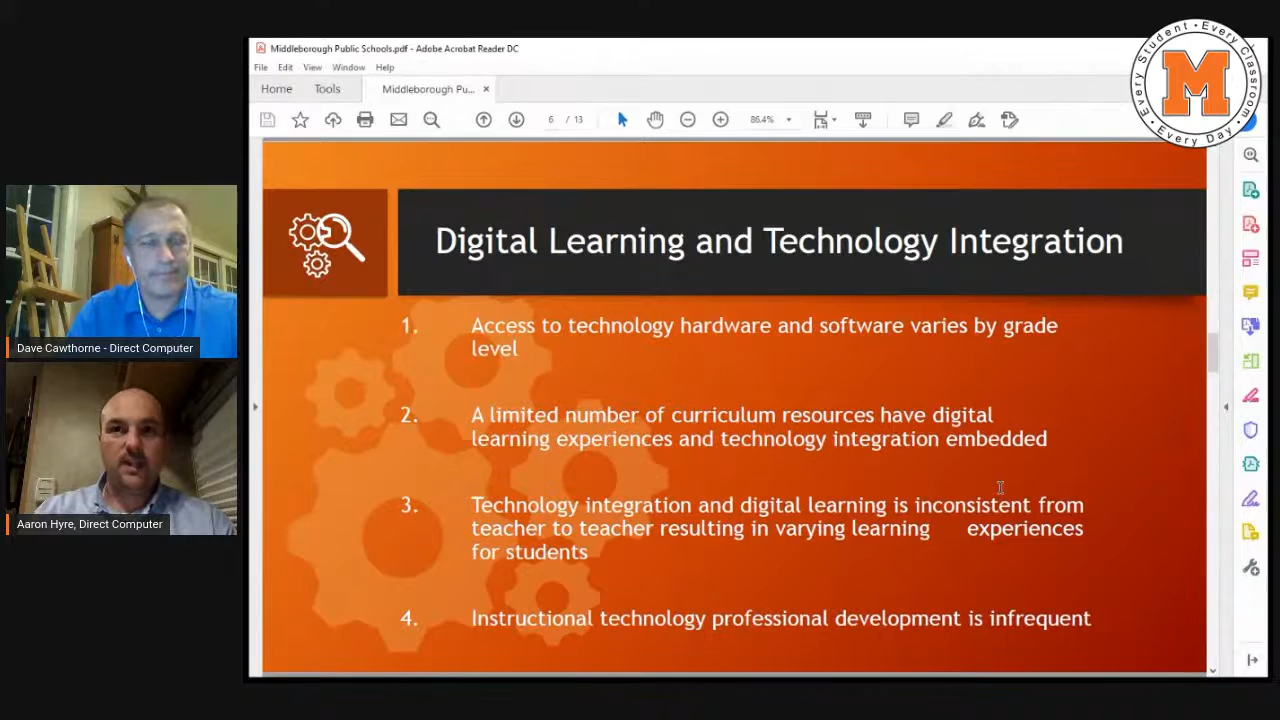 Middleborough Public Schools.pdf - Adobe Acrobat Reader DC
File Edit View Window Help
Home Tools Middleborough Pu... ×
6 / 13 86.4%
Every Student • Every Classroom • Every Day •
M
Digital Learning and Technology Integration
1. Access to technology hardware and software varies by grade
level
2. A limited number of curriculum resources have digital
learning experiences and technology integration embedded
3. Technology integration and digital learning is inconsistent from
teacher to teacher resulting in varying learning experiences
for students
4. Instructional technology professional development is infrequent
Dave Cawthorne - Direct Computer
Aaron Hyre, Direct Computer